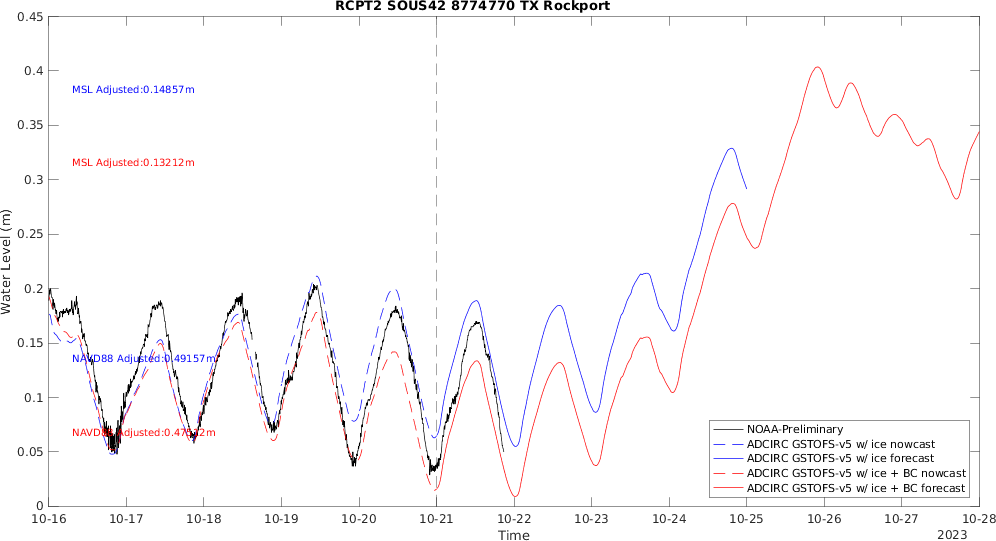 RCPT2 SOUS42 8774770 TX Rockport
0.45
0.4
0.35
0.3
0.25
0.2
0.15
0.1
0.05
0
Water Level (m)
MSL Adjusted:0.14857m
MSL Adjusted:0.13212m
NAVD88 Adjusted:0.49157m
NOAA-Preliminary
ADCIRC GSTOFS-v5 w/ ice nowcast
ADCIRC GSTOFS-v5 w/ ice forecast
ADCIRC GSTOFS-v5 w/ ice + BC nowcast
ADCIRC GSTOFS-v5 w/ ice + BC forecast
10-16 10-17 10-18 10-19 10-20 10-21 10-22 10-23 10-24 10-25 10-26 10-27 10-28
Time
2023